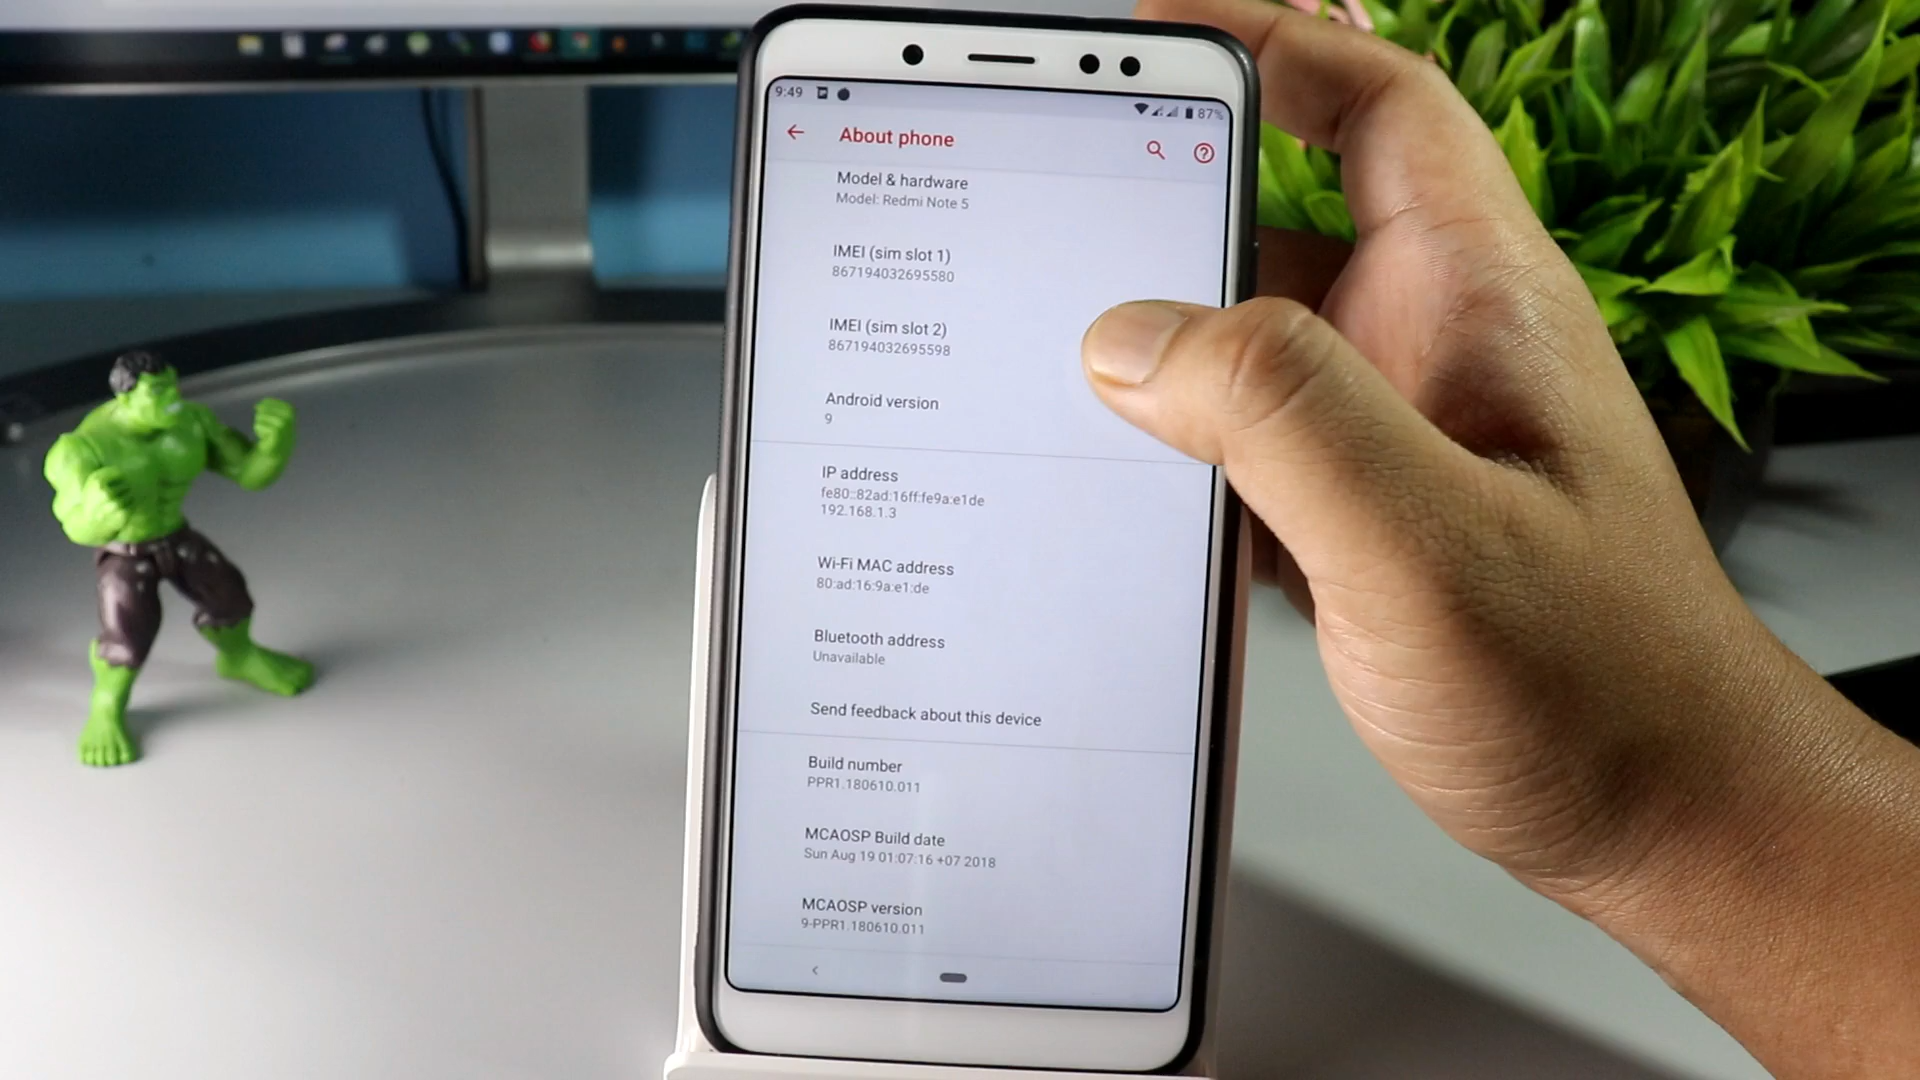 9:49
87%
About phone
Model & hardware
Model: Redmi Note 5
IMEI (sim slot 1)
867194032695580
IMEI (sim slot 2)
867194032695598
Android version
9
IP address
fe80::82ad:16ff:fe9a:e1de
192.168.1.3
Wi-Fi MAC address
80:ad:16:9a:e1:de
Bluetooth address
Unavailable
Send feedback about this device
Build number
PPR1.180610.011
MCAOSP Build date
Sun Aug 19 01:07:16 +07 2018
MCAOSP version
9-PPR1.180610.011